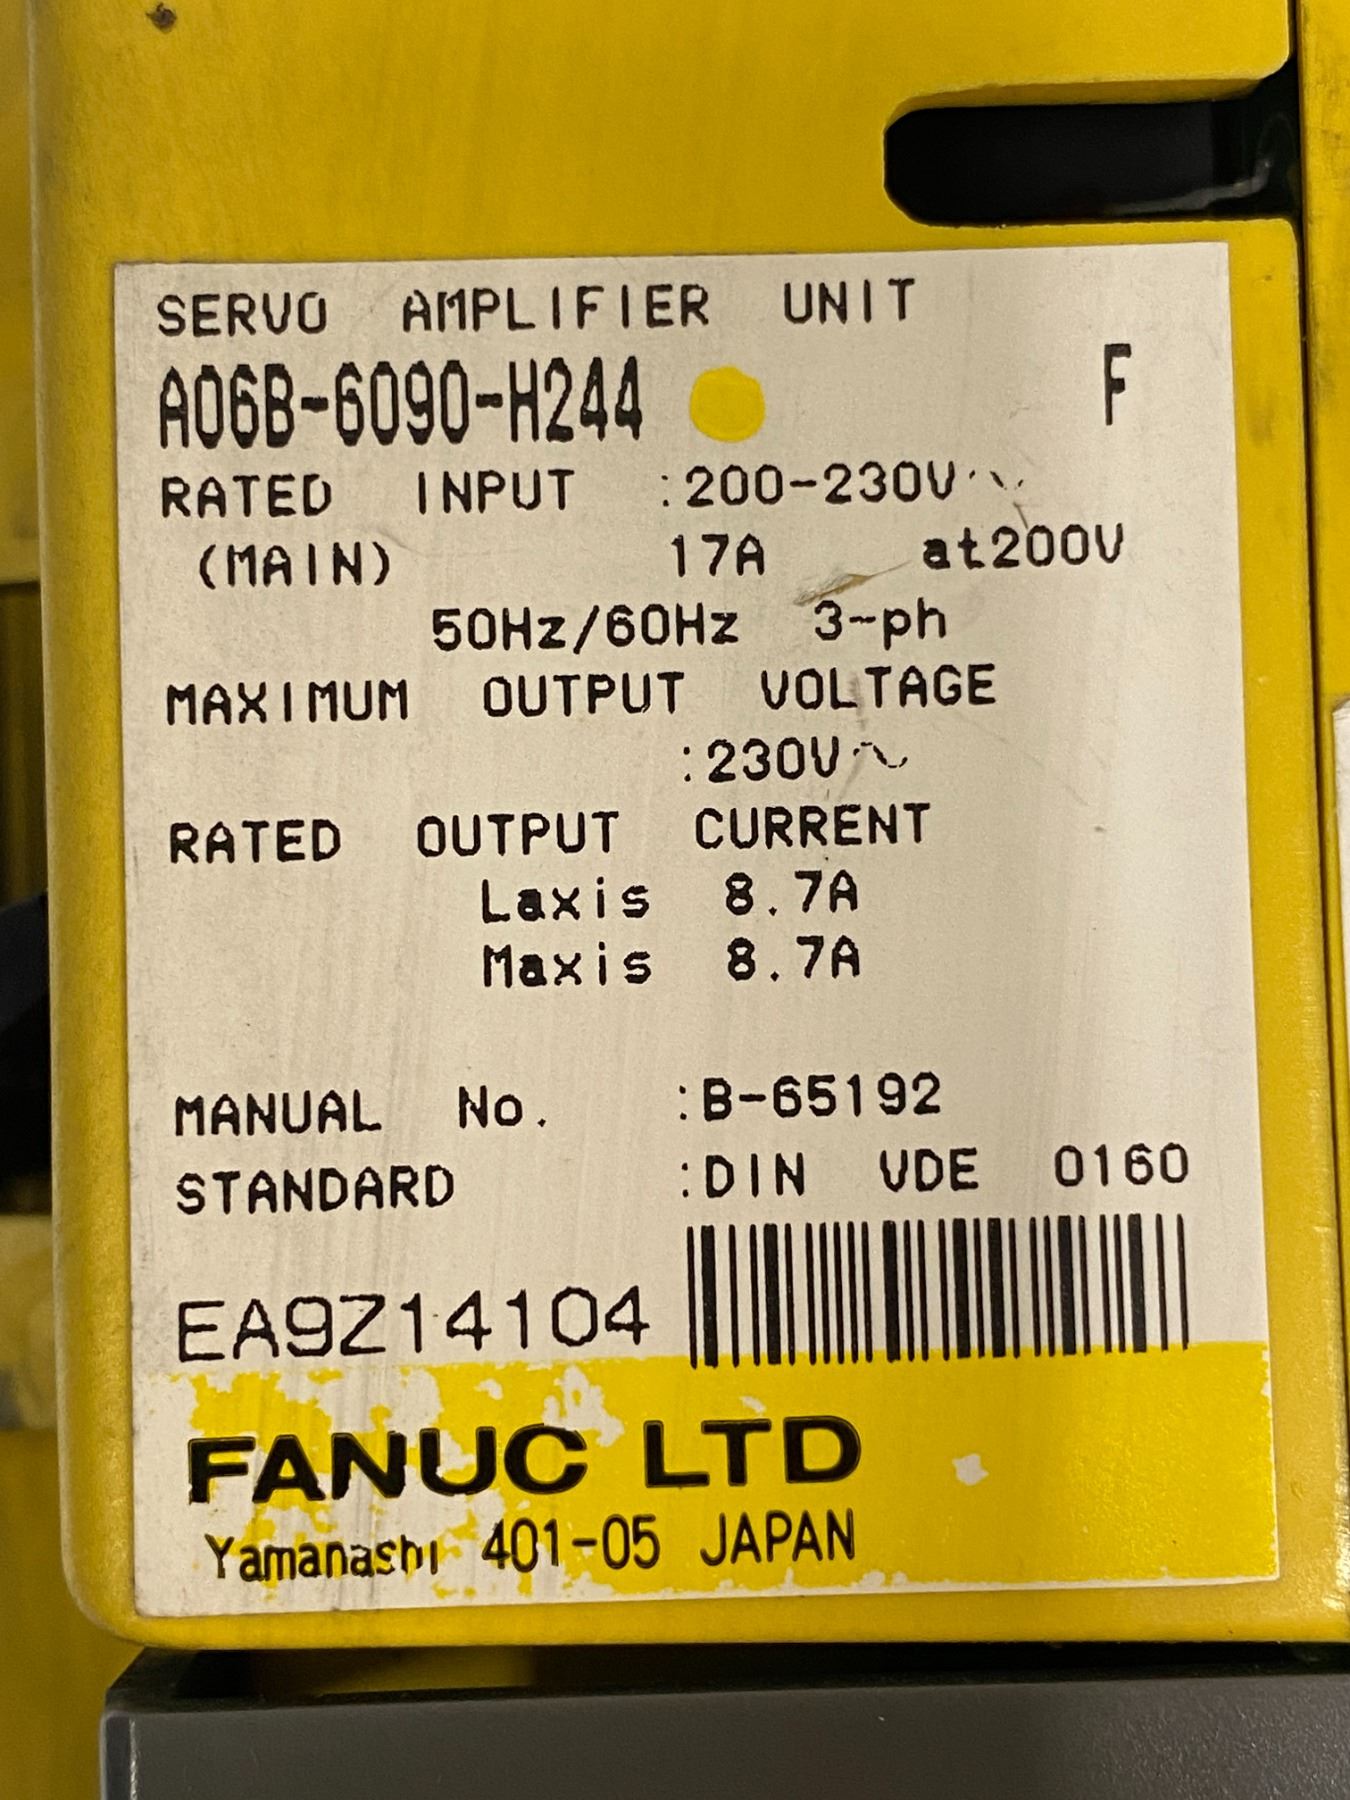 SERVO AMPLIFIER UNIT
A06B-6090-H244 F
RATED INPUT :200-230V~
(MAIN) 17A at200V
50Hz/60Hz 3-ph
MAXIMUM OUTPUT VOLTAGE
:230V~
RATED OUTPUT CURRENT
Laxis 8.7A
Maxis 8.7A
MANUAL No. :B-65192
STANDARD :DIN VDE 0160
EA9Z14104
FANUC LTD
Yamanashi 401-05 JAPAN